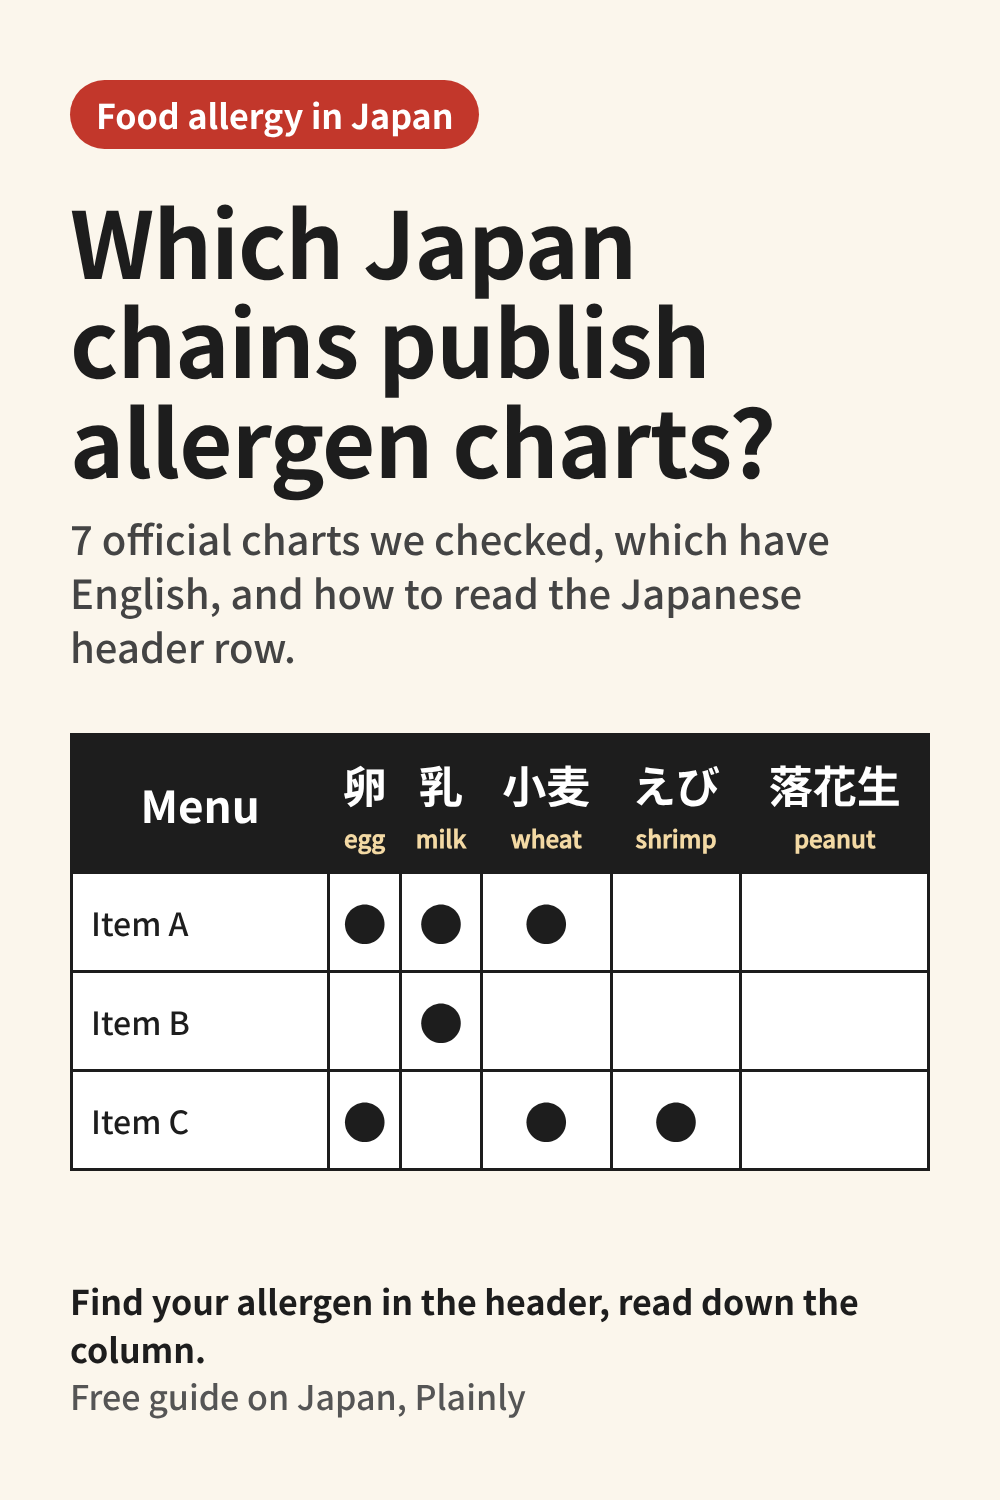 Food allergy in Japan
Which Japan
chains publish
allergen charts?
7 official charts we checked, which have
English, and how to read the Japanese
header row.
Menu 卵 乳 小麦 えび 落花生
egg milk wheat shrimp peanut
Item A ● ● ●
Item B ●
Item C ● ● ●
Find your allergen in the header, read down the
column.
Free guide on Japan, Plainly